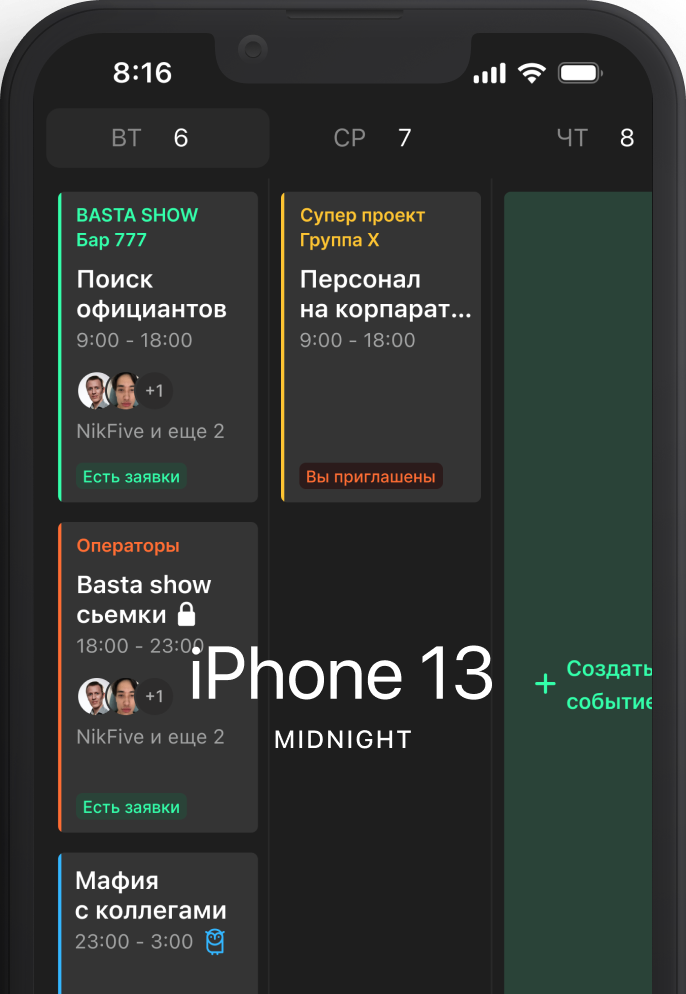 8:16
ВТ 6
СР 7
ЧТ 8
BASTA SHOW
Бар 777
Поиск
официантов
9:00 - 18:00
+1
NikFive и еще 2
Есть заявки
Супер проект
Группа X
Персонал
на корпарат...
9:00 - 18:00
Вы приглашены
Операторы
Basta show
сьемки
18:00 - 23:00
+1
NikFive и еще 2
Есть заявки
iPhone 13
MIDNIGHT
+ Создать
событие
Мафия
с коллегами
23:00 - 3:00